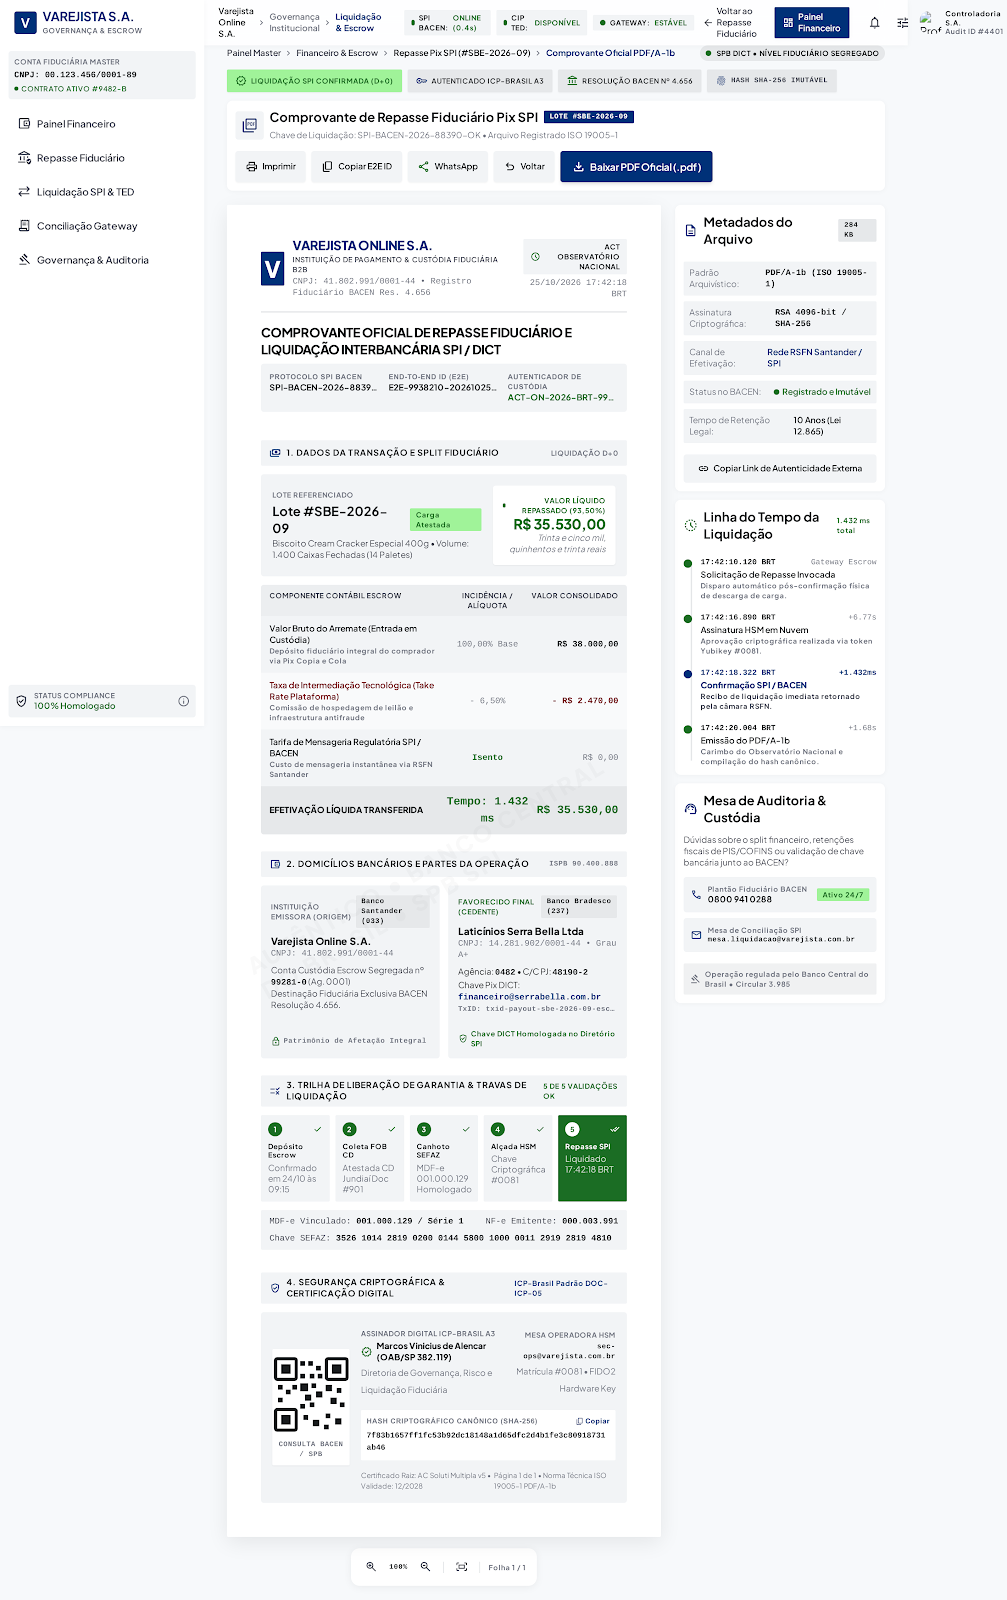 VAREJISTA S.A.
GOVERNANÇA & ESCROW
CONTA FIDUCIÁRIA MASTER
CNPJ: 00.123.456/0001-89
CONTRATO ATIVO #9482-B
Painel Financeiro
Repasse Fiduciário
Liquidação SPI & TED
Conciliação Gateway
Governança & Auditoria
STATUS COMPLIANCE
100% Homologado
Varejista
Online
S.A.
Governança
Institucional
Liquidação
& Escrow
SPI
BACEN:
ONLINE
(0.4s)
CIP
TED:
DISPONÍVEL
GATEWAY: ESTÁVEL
Voltar ao
Repasse
Fiduciário
Painel
Financeiro
Controladoria
S.A.
Audit ID #4401
Painel Master > Financeiro & Escrow > Repasse Pix SPI (#SBE-2026-09) > Comprovante Oficial PDF/A-1b
SPB DICT • NÍVEL FIDUCIÁRIO SEGREGADO
LIQUIDAÇÃO SPI CONFIRMADA (D+0)
AUTENTICADO ICP-BRASIL A3
RESOLUÇÃO BACEN Nº 4.656
HASH SHA-256 IMUTÁVEL
Comprovante de Repasse Fiduciário Pix SPI
LOTE #SBE-2026-09
Chave de Liquidação: SPI-BACEN-2026-88390-OK • Arquivo Registrado ISO 19005-1
Imprimir
Copiar E2E ID
WhatsApp
Voltar
Baixar PDF Oficial (.pdf)
V
VAREJISTA ONLINE S.A.
INSTITUIÇÃO DE PAGAMENTO & CUSTÓDIA FIDUCIÁRIA
B2B
CNPJ: 41.802.991/0001-44 • Registro
Fiduciário BACEN Res. 4.656
ACT
OBSERVATÓRIO
NACIONAL
25/10/2026 17:42:18
BRT
COMPROVANTE OFICIAL DE REPASSE FIDUCIÁRIO E
LIQUIDAÇÃO INTERBANCÁRIA SPI / DICT
PROTOCOLO SPI BACEN
SPI-BACEN-2026-8839…
END-TO-END ID (E2E)
E2E-9938210-20261025…
AUTENTICADOR DE
CUSTÓDIA
ACT-ON-2026-BRT-99…
1. DADOS DA TRANSAÇÃO E SPLIT FIDUCIÁRIO
LIQUIDAÇÃO D+0
LOTE REFERENCIADO
Lote #SBE-2026-
09
Carga
Atestada
Biscoito Cream Cracker Especial 400g • Volume:
1.400 Caixas Fechadas (14 Paletes)
VALOR LÍQUIDO
REPASSADO (93,50%)
R$ 35.530,00
Trinta e cinco mil,
quinhentos e trinta reais
COMPONENTE CONTÁBIL ESCROW
INCIDÊNCIA /
ALÍQUOTA
VALOR CONSOLIDADO
Valor Bruto do Arremate (Entrada em
Custódia)
Depósito fiduciário integral do comprador
via Pix Copia e Cola
100,00% Base
R$ 38.000,00
Taxa de Intermediação Tecnológica (Take
Rate Plataforma)
Comissão de hospedagem de leilão e
infraestrutura antifraude
- 6,50%
- R$ 2.470,00
Tarifa de Mensageria Regulatória SPI /
BACEN
Custo de mensageria instantânea via RSFN
Santander
Isento
R$ 0,00
EFETIVAÇÃO LÍQUIDA TRANSFERIDA
Tempo: 1.432
ms
R$ 35.530,00
2. DOMICÍLIOS BANCÁRIOS E PARTES DA OPERAÇÃO
ISPB 90.400.888
INSTITUIÇÃO
EMISSORA (ORIGEM)
Banco
Santander
(033)
Varejista Online S.A.
CNPJ: 41.802.991/0001-44
Conta Custódia Escrow Segregada nº
99281-0 (Ag. 0001)
Destinação Fiduciária Exclusiva BACEN
Resolução 4.656.
Patrimônio de Afetação Integral
FAVORECIDO FINAL
(CEDENTE)
Banco Bradesco
(237)
Laticínios Serra Bella Ltda
CNPJ: 14.281.902/0001-44 • Grau
A+
Agência: 0482 • C/C PJ: 48190-2
Chave Pix DICT:
financeiro@serrabella.com.br
TxID: txid-payout-sbe-2026-09-esc…
Chave DICT Homologada no Diretório
SPI
3. TRILHA DE LIBERAÇÃO DE GARANTIA & TRAVAS DE
LIQUIDAÇÃO
5 DE 5 VALIDAÇÕES
OK
1
Depósito
Escrow
Confirmado
em 24/10 às
09:15
2
Coleta FOB
CD
Atestada CD
Jundiaí Doc
#901
3
Canhoto
SEFAZ
MDF-e
001.000.129
Homologado
4
Alçada HSM
Chave
Criptográfica
#0081
5
Repasse SPI
Liquidado
17:42:18 BRT
MDF-e Vinculado: 001.000.129 / Série 1
NF-e Emitente: 000.003.991
Chave SEFAZ: 3526 1014 2819 0200 0144 5800 1000 0011 2919 2819 4810
4. SEGURANÇA CRIPTOGRÁFICA &
CERTIFICAÇÃO DIGITAL
ICP-Brasil Padrão DOC-
ICP-05
CONSULTA BACEN
/ SPB
ASSINADOR DIGITAL ICP-BRASIL A3
Marcos Vinicius de Alencar
(OAB/SP 382.119)
Diretoria de Governança, Risco e
Liquidação Fiduciária
MESA OPERADORA HSM
sec-
ops@varejista.com.br
Matrícula #0081 • FIDO2
Hardware Key
HASH CRIPTOGRÁFICO CANÔNICO (SHA-256)
Copiar
7f83b1657ff1fc53b92dc18148a1d65dfc2d4b1fe3c80918731
ab46
Certificado Raiz: AC Soluti Multipla v5 •
Validade: 12/2028
Página 1 de 1 • Norma Técnica ISO
19005-1 PDF/A-1b
100%
Folha 1 / 1
Metadados do
Arquivo
284
KB
Padrão
Arquivístico:
PDF/A-1b (ISO 19005-
1)
Assinatura
Criptográfica:
RSA 4096-bit /
SHA-256
Canal de
Efetivação:
Rede RSFN Santander /
SPI
Status no BACEN:
Registrado e Imutável
Tempo de Retenção
Legal:
10 Anos (Lei
12.865)
Copiar Link de Autenticidade Externa
Linha do Tempo da
Liquidação
1.432 ms
total
17:42:10.120 BRT
Gateway Escrow
Solicitação de Repasse Invocada
Disparo automático pós-confirmação física
de descarga de carga.
17:42:16.890 BRT
+6.77s
Assinatura HSM em Nuvem
Aprovação criptográfica realizada via token
Yubikey #0081.
17:42:18.322 BRT
+1.432ms
Confirmação SPI / BACEN
Recibo de liquidação imediata retornado
pela câmara RSFN.
17:42:20.004 BRT
+1.68s
Emissão do PDF/A-1b
Carimbo do Observatório Nacional e
compilação do hash canônico.
Mesa de Auditoria &
Custódia
Dúvidas sobre o split financeiro, retenções
fiscais de PIS/COFINS ou validação de chave
bancária junto ao BACEN?
Plantão Fiduciário BACEN
0800 941 0288
Ativo 24/7
Mesa de Conciliação SPI
mesa.liquidacao@varejista.com.br
Operação regulada pelo Banco Central do
Brasil • Circular 3.985